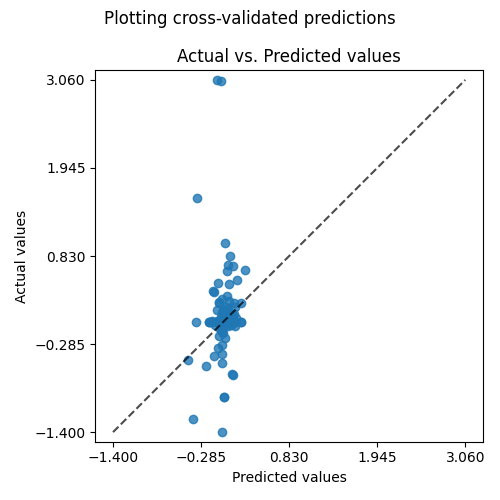 Plotting cross-validated predictions
Actual vs. Predicted values
3.060
1.945
0.830
−0.285
−1.400
Actual values
−1.400 −0.285 0.830 1.945 3.060
Predicted values